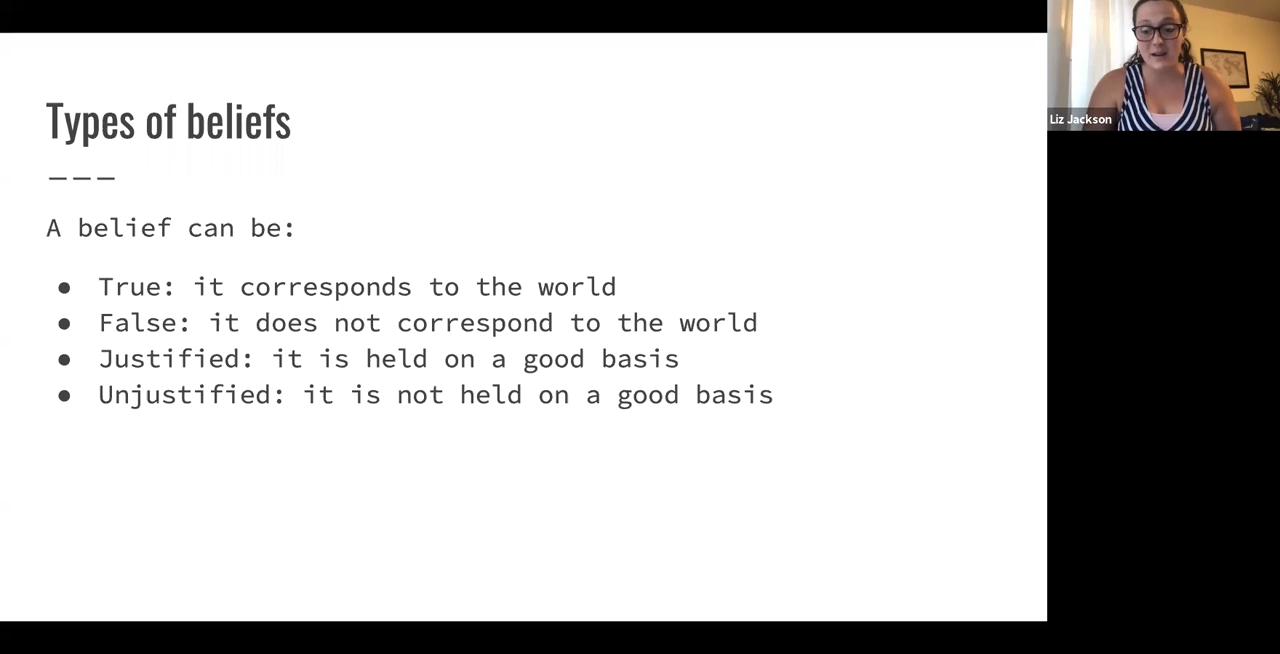 Types of beliefs
———
A belief can be:
● True: it corresponds to the world
● False: it does not correspond to the world
● Justified: it is held on a good basis
● Unjustified: it is not held on a good basis
Liz Jackson